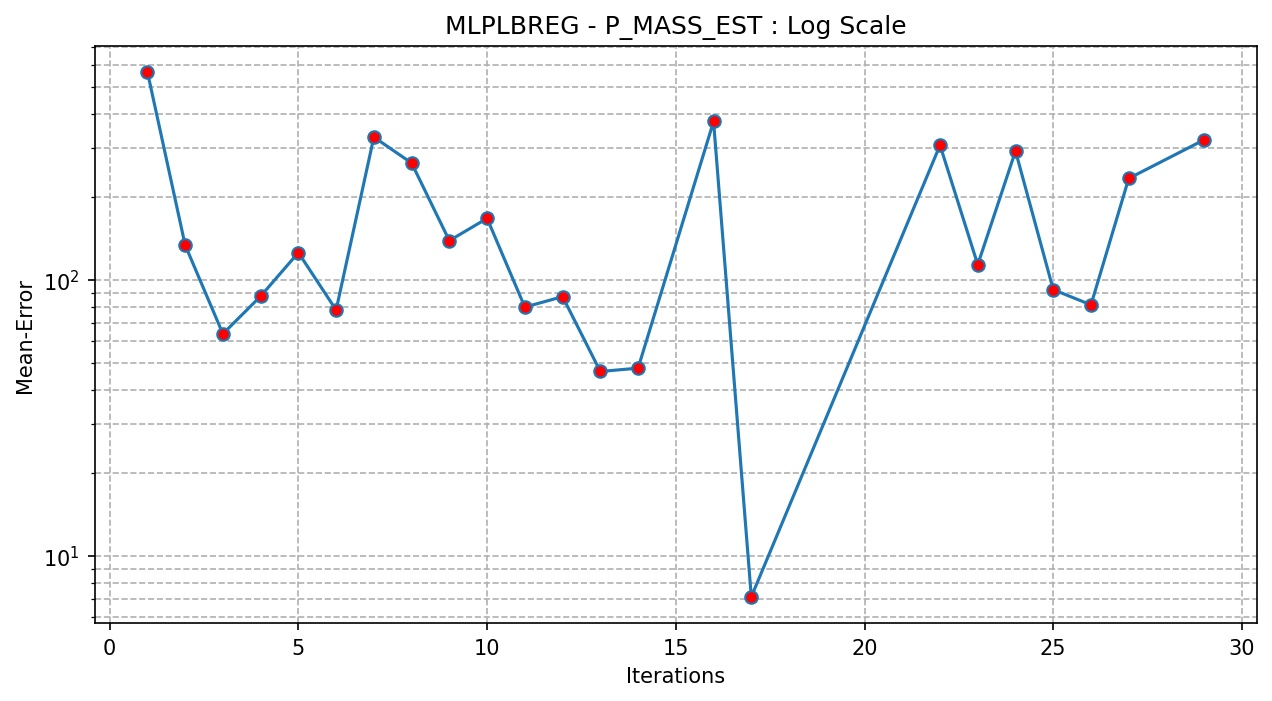 MLPLBREG - P_MASS_EST : Log Scale
Mean-Error
10²
10¹
0 5 10 15 20 25 30
Iterations